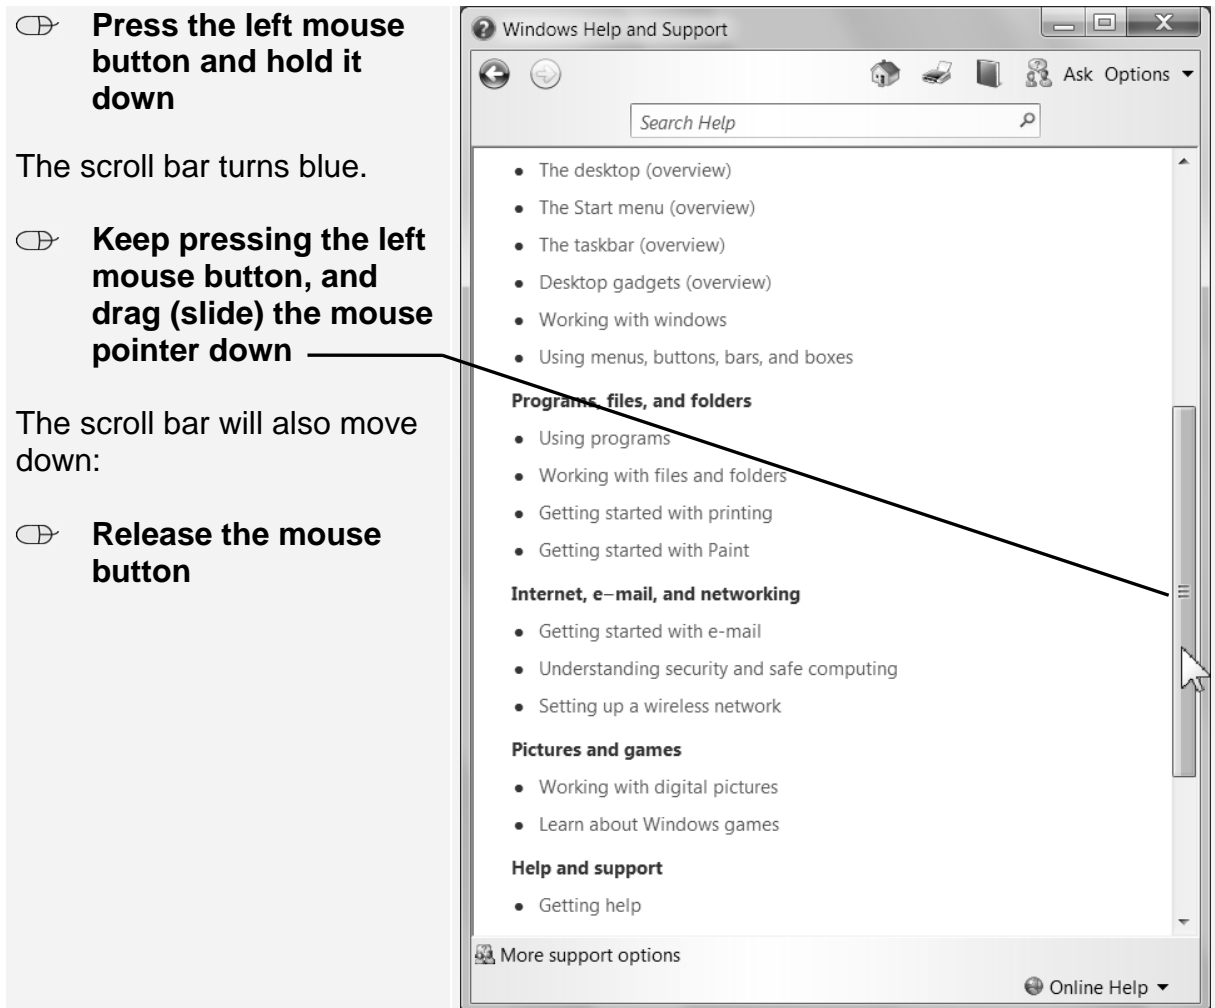 Press the left mouse
button and hold it
down
The scroll bar turns blue.
Keep pressing the left
mouse button, and
drag (slide) the mouse
pointer down
The scroll bar will also move
down:
Release the mouse
button
Windows Help and Support
Ask Options
Search Help
• The desktop (overview)
• The Start menu (overview)
• The taskbar (overview)
• Desktop gadgets (overview)
• Working with windows
• Using menus, buttons, bars, and boxes
Programs, files, and folders
• Using programs
• Working with files and folders
• Getting started with printing
• Getting started with Paint
Internet, e–mail, and networking
• Getting started with e-mail
• Understanding security and safe computing
• Setting up a wireless network
Pictures and games
• Working with digital pictures
• Learn about Windows games
Help and support
• Getting help
More support options
Online Help